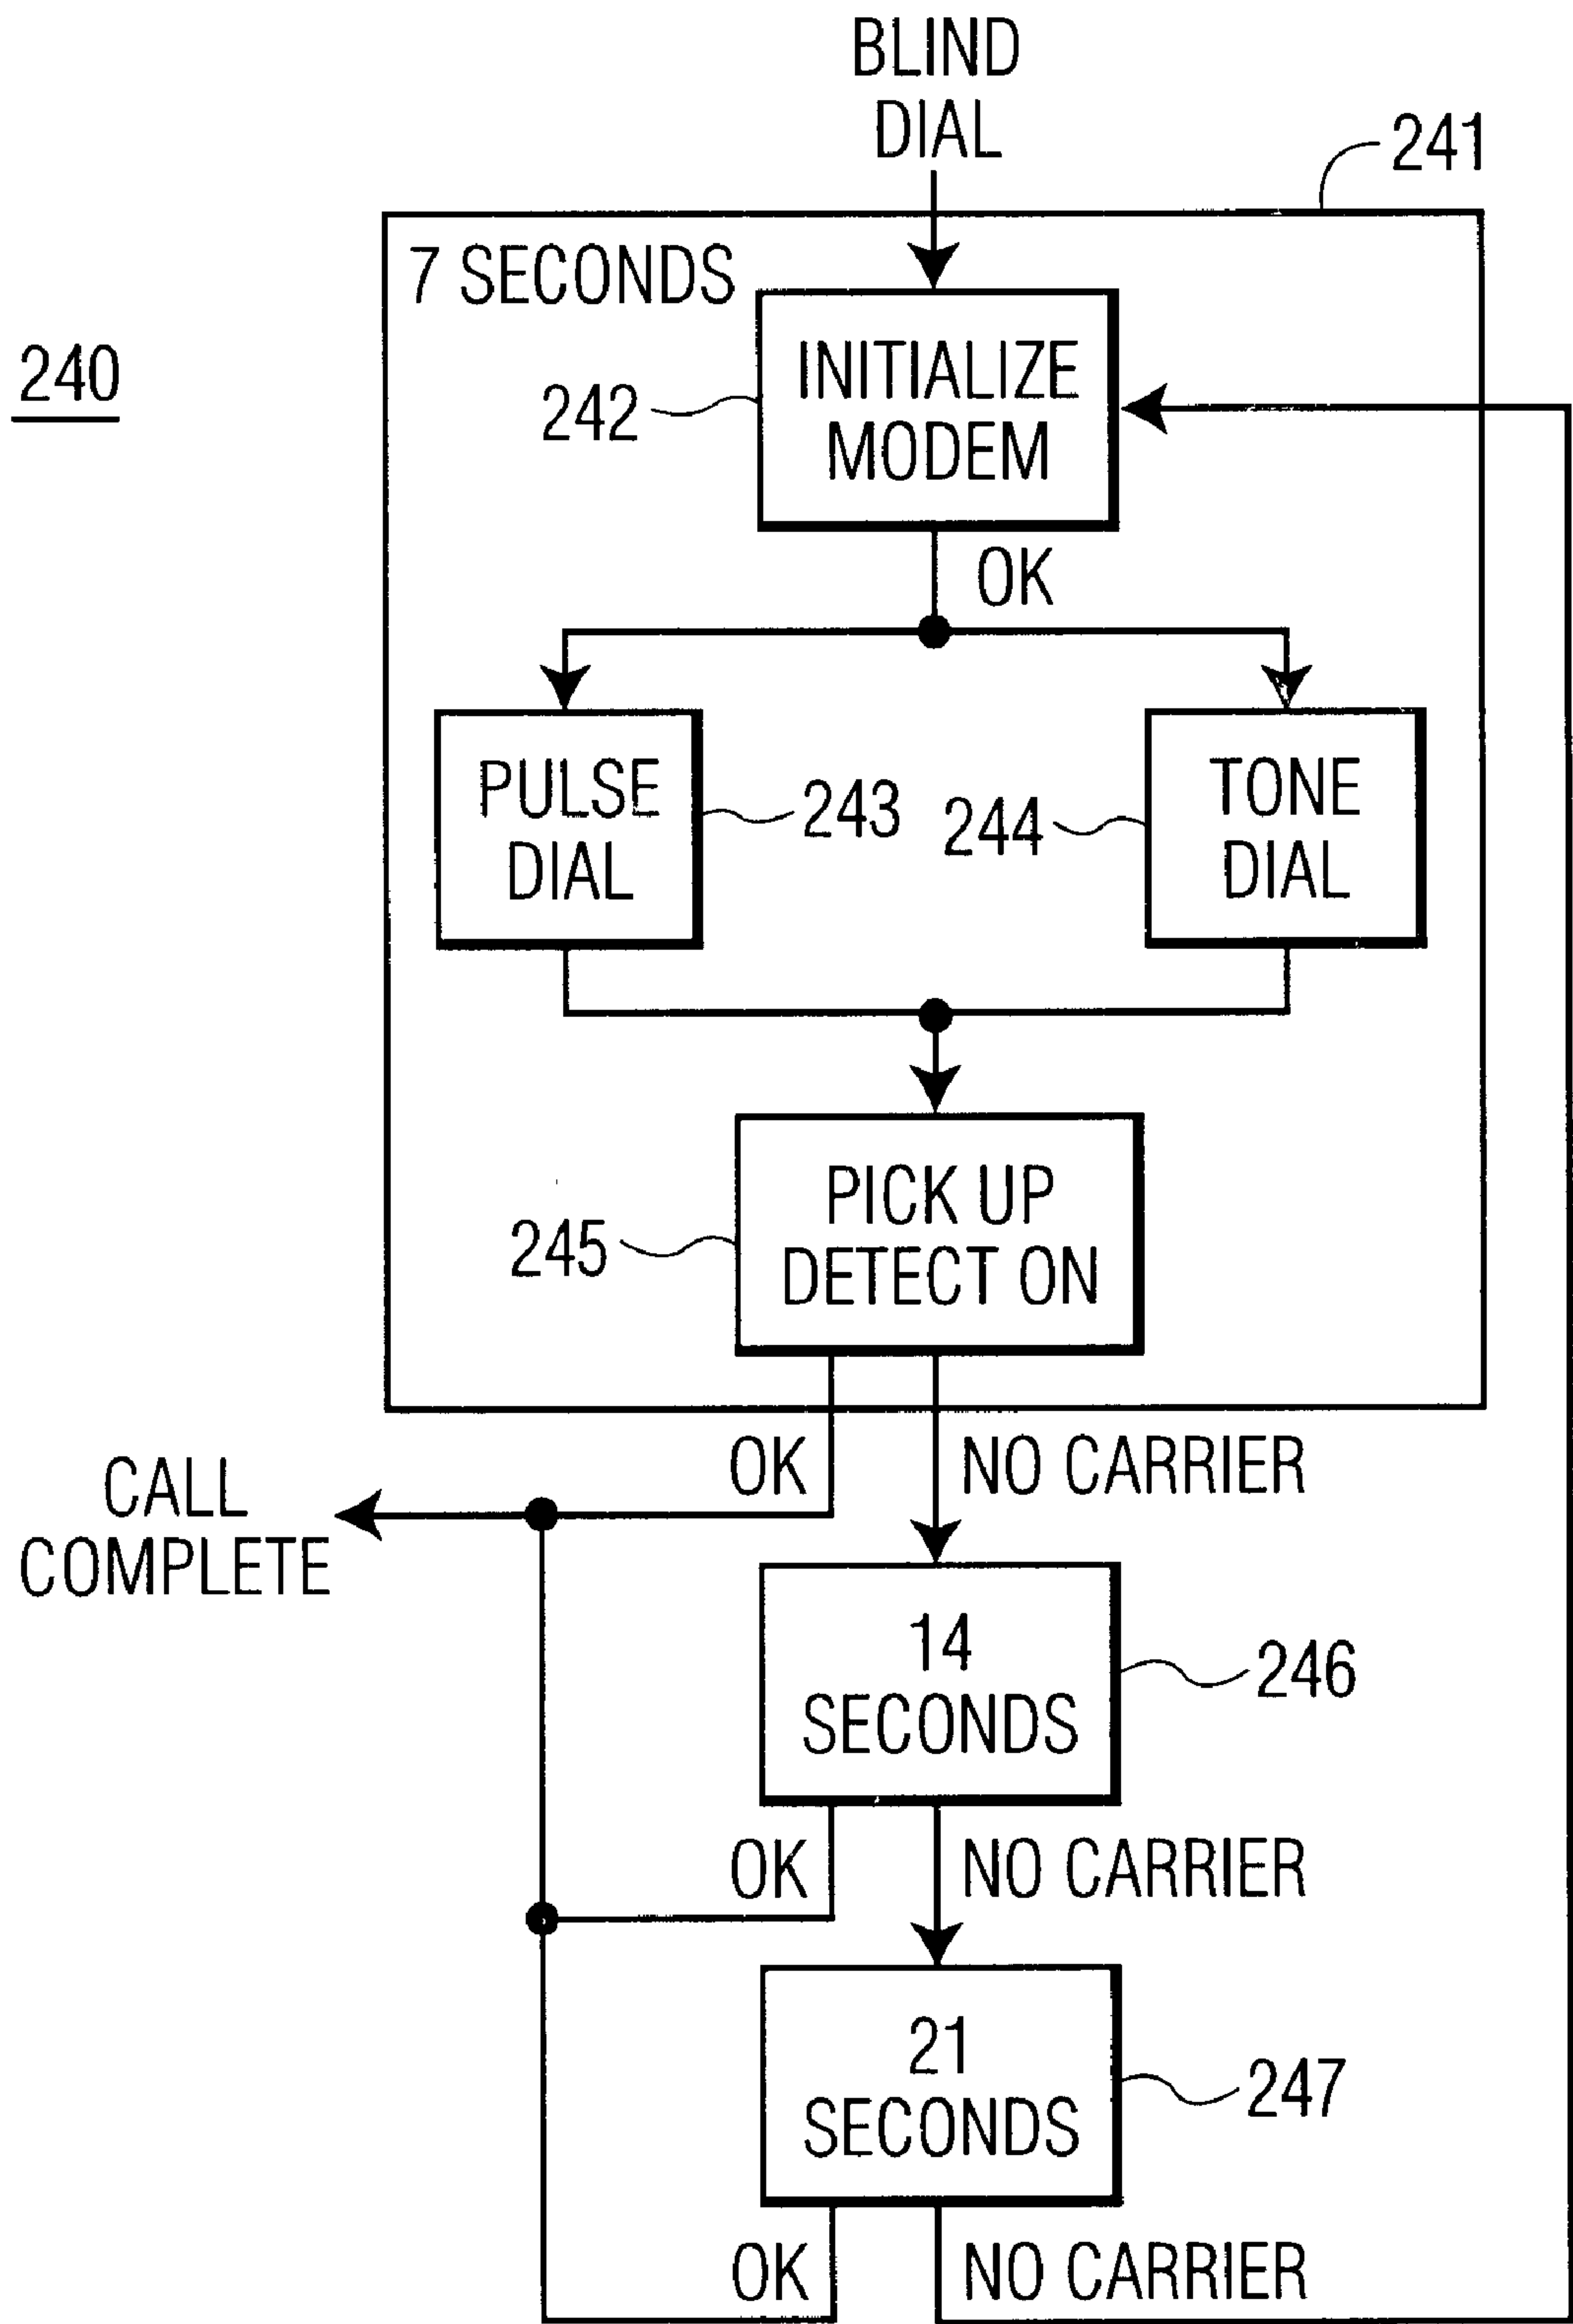 BLIND
DIAL
241
7 SECONDS
240
INITIALIZE
MODEM
242
OK
PULSE
DIAL
243
244
TONE
DIAL
PICK UP
DETECT ON
245
OK
NO CARRIER
CALL
COMPLETE
14
SECONDS
246
OK
NO CARRIER
21
SECONDS
247
OK
NO CARRIER